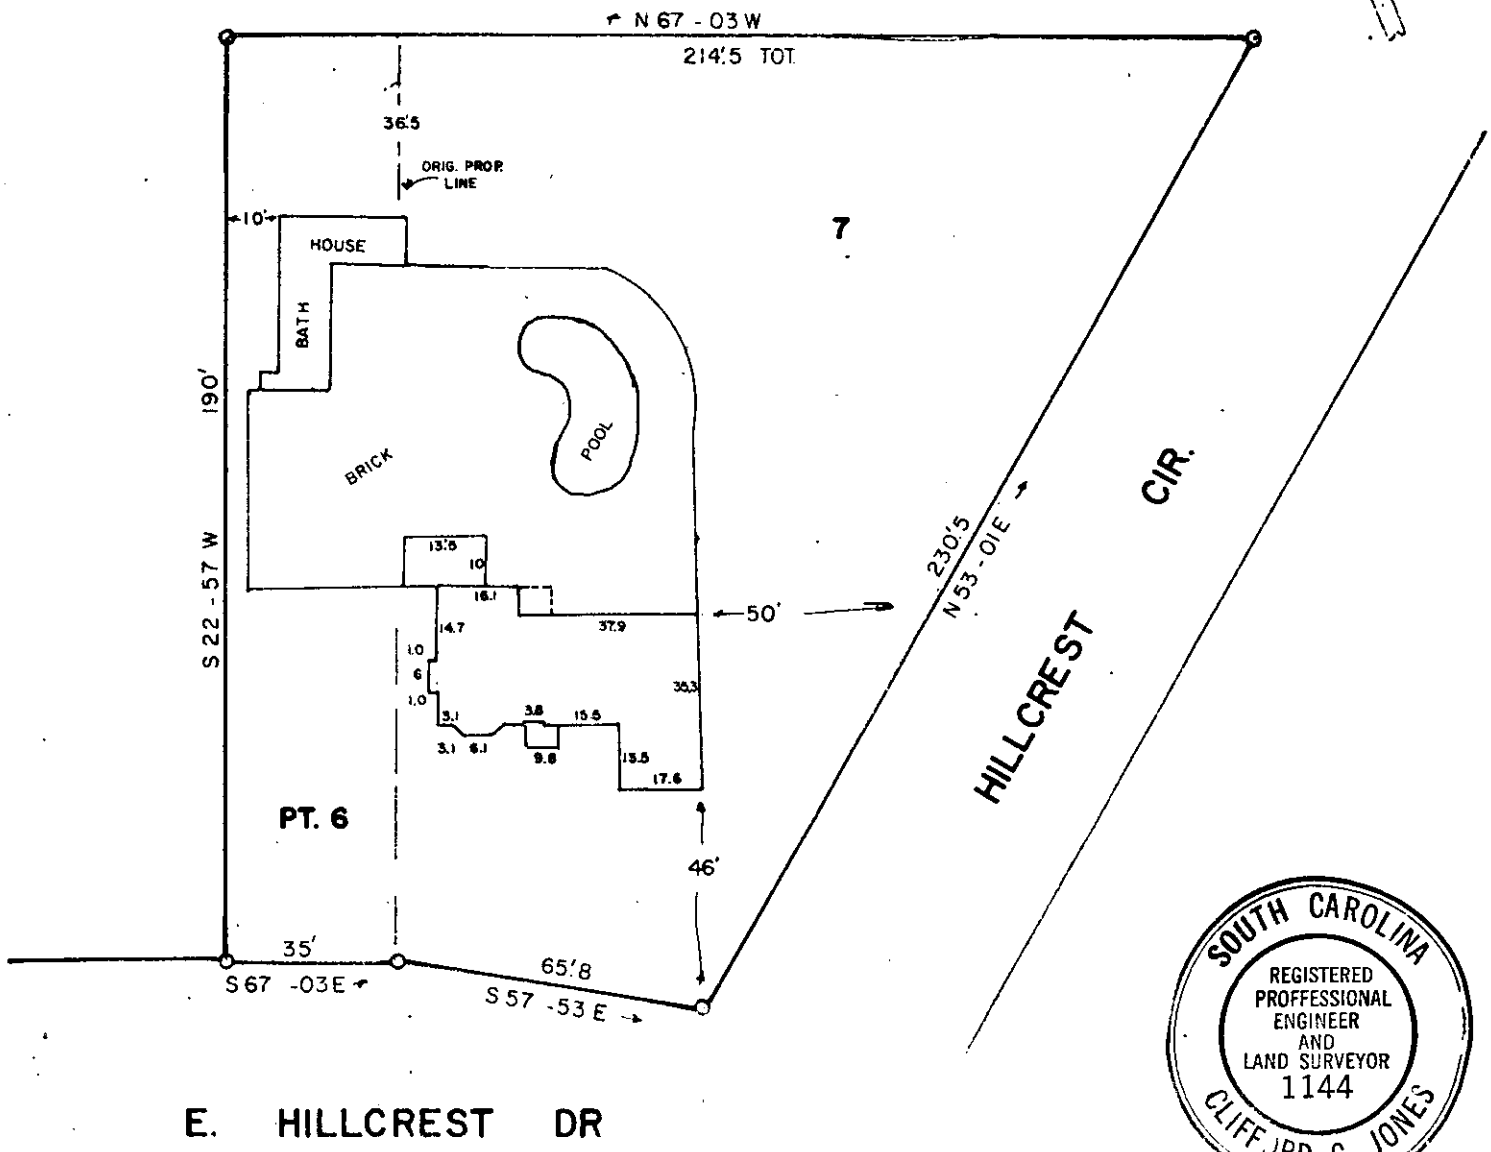 N 67 - 03 W
214.'5 TOT.
36.'5
ORIG. PROP.
LINE
10'
HOUSE
7
BATH
190'
POOL
BRICK
CIR.
13.'5
10
16.1
S 22 - 57 W
230.'5
N 53 - 01 E
50'
37.9
14.7
1.0
6
1.0
35.3
HILLCREST
3.1
3.8
15.5
3.1
6.1
9.8
13.5
17.6
PT. 6
46'
35'
S 67 - 03 E
65.'8
S 57 - 53 E
SOUTH CAROLINA
REGISTERED
PROFFESSIONAL
ENGINEER
AND
LAND SURVEYOR
1144
JONES
E. HILLCREST DR